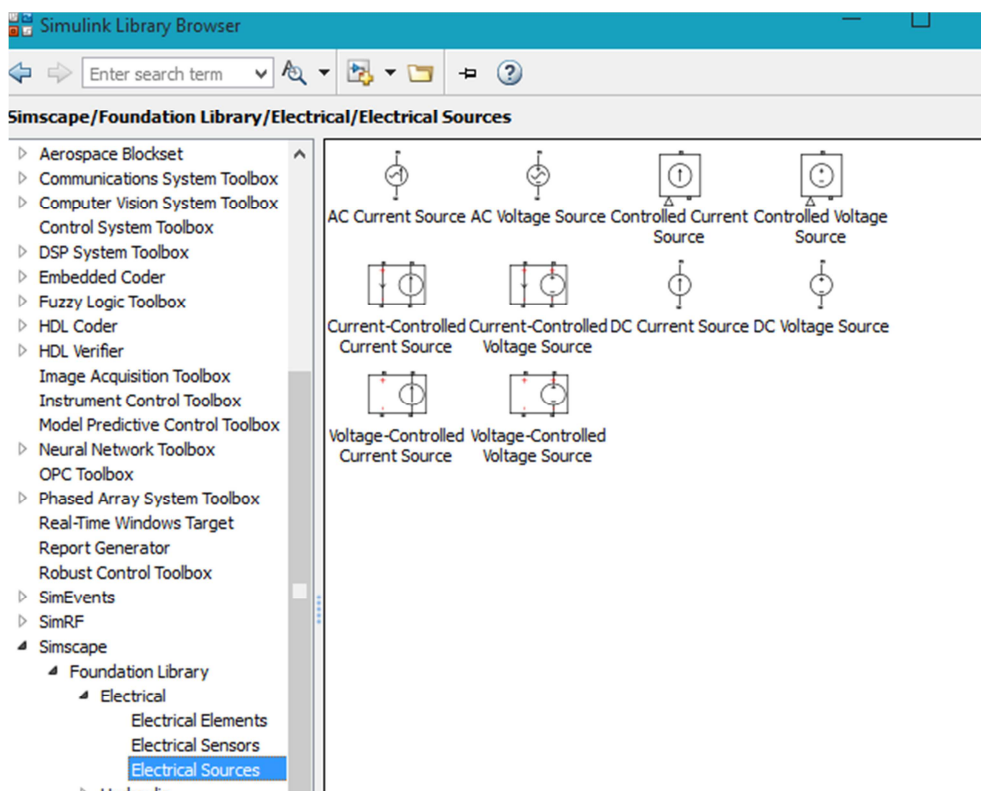 Simulink Library Browser
Enter search term
Simscape/Foundation Library/Electrical/Electrical Sources
Aerospace Blockset
Communications System Toolbox
Computer Vision System Toolbox
Control System Toolbox
DSP System Toolbox
Embedded Coder
Fuzzy Logic Toolbox
HDL Coder
HDL Verifier
Image Acquisition Toolbox
Instrument Control Toolbox
Model Predictive Control Toolbox
Neural Network Toolbox
OPC Toolbox
Phased Array System Toolbox
Real-Time Windows Target
Report Generator
Robust Control Toolbox
SimEvents
SimRF
Simscape
Foundation Library
Electrical
Electrical Elements
Electrical Sensors
Electrical Sources
AC Current Source AC Voltage Source Controlled Current Controlled Voltage
Source Source
Current-Controlled Current-Controlled DC Current Source DC Voltage Source
Current Source Voltage Source
Voltage-Controlled Voltage-Controlled
Current Source Voltage Source